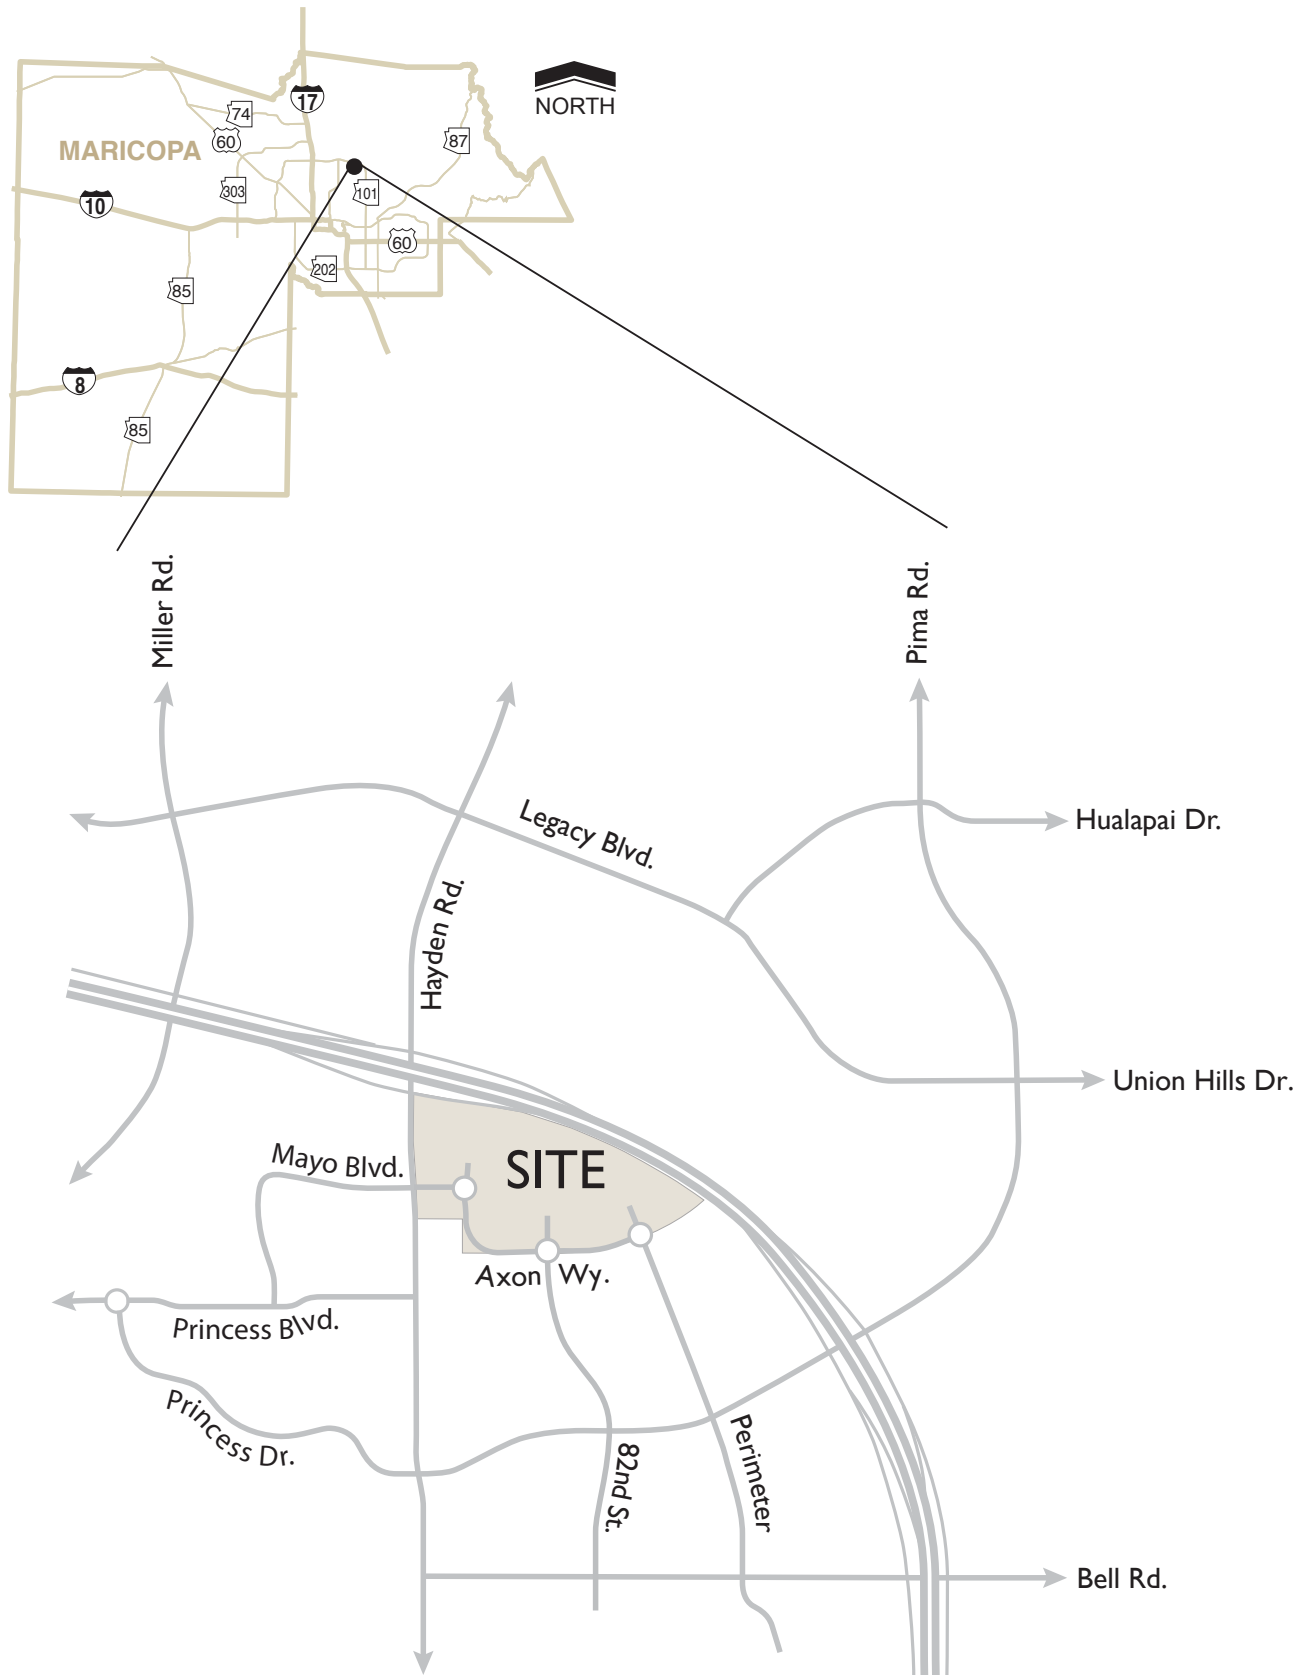 17
NORTH
74
60
87
MARICOPA
303
101
10
60
202
85
8
85
Miller Rd.
Pima Rd.
Legacy Blvd.
Hualapai Dr.
Hayden Rd.
Union Hills Dr.
Mayo Blvd.
SITE
Axon Wy.
Princess Blvd.
Princess Dr.
82nd St.
Perimeter
Bell Rd.